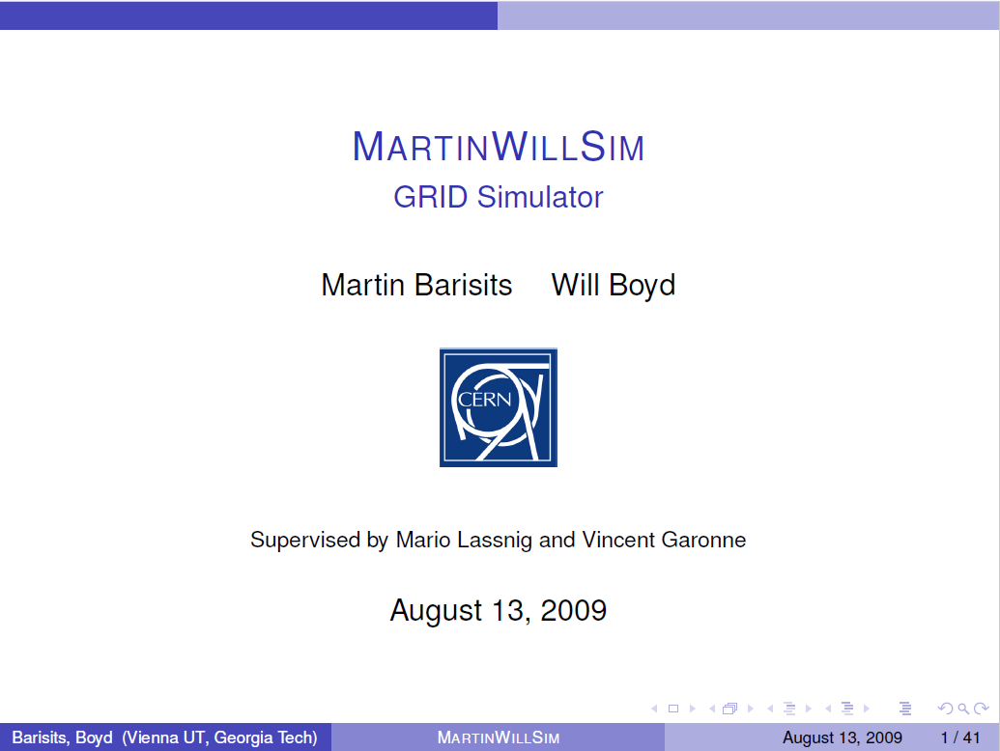 MARTINWILLSIM
GRID Simulator
Martin Barisits Will Boyd
CERN
Supervised by Mario Lassnig and Vincent Garonne
August 13, 2009
Barisits, Boyd (Vienna UT, Georgia Tech) MARTINWILLSIM August 13, 2009 1 / 41